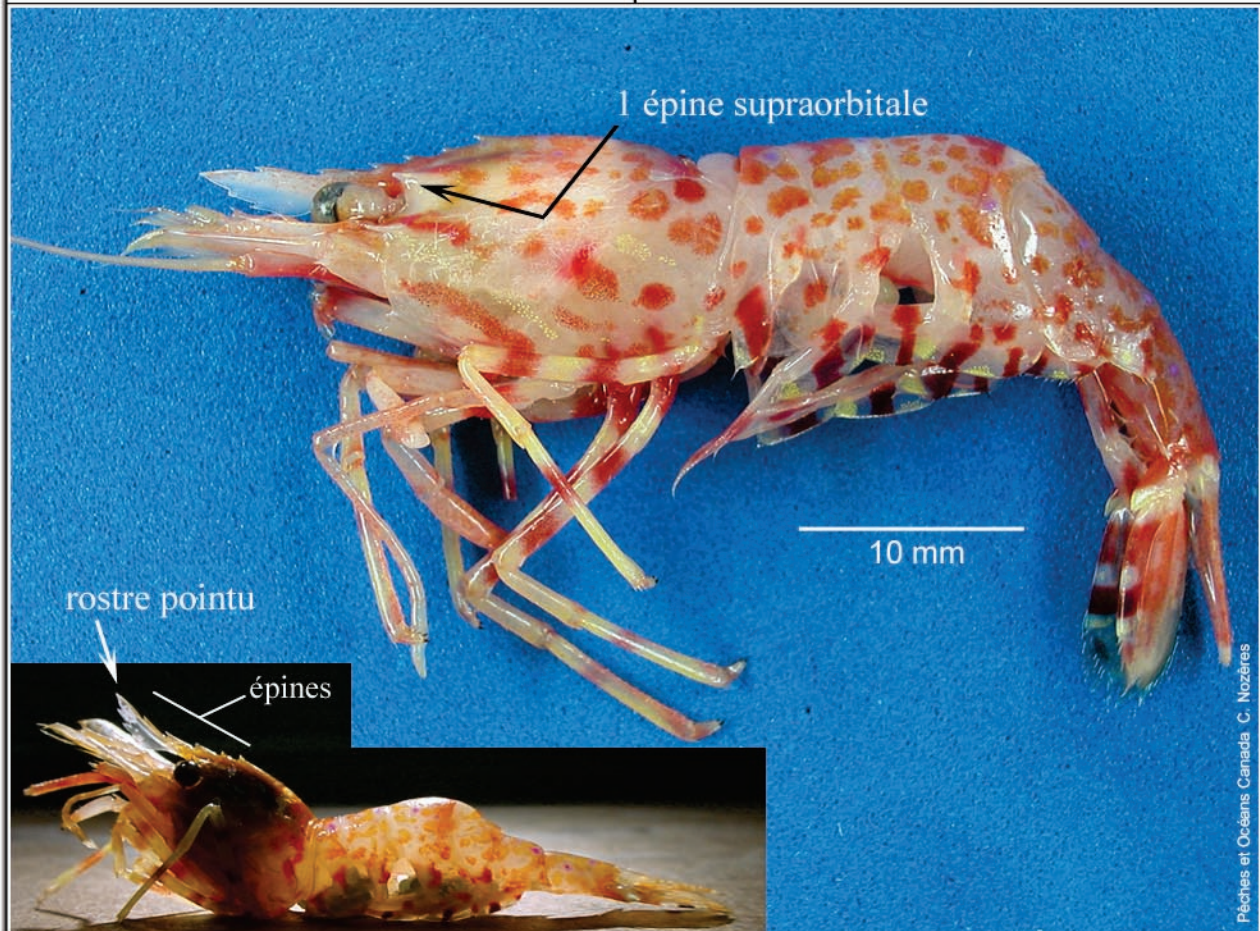 1 épine supraorbitale
10 mm
rostre pointu
épines
Pêches et Océans Canada C. Nozères